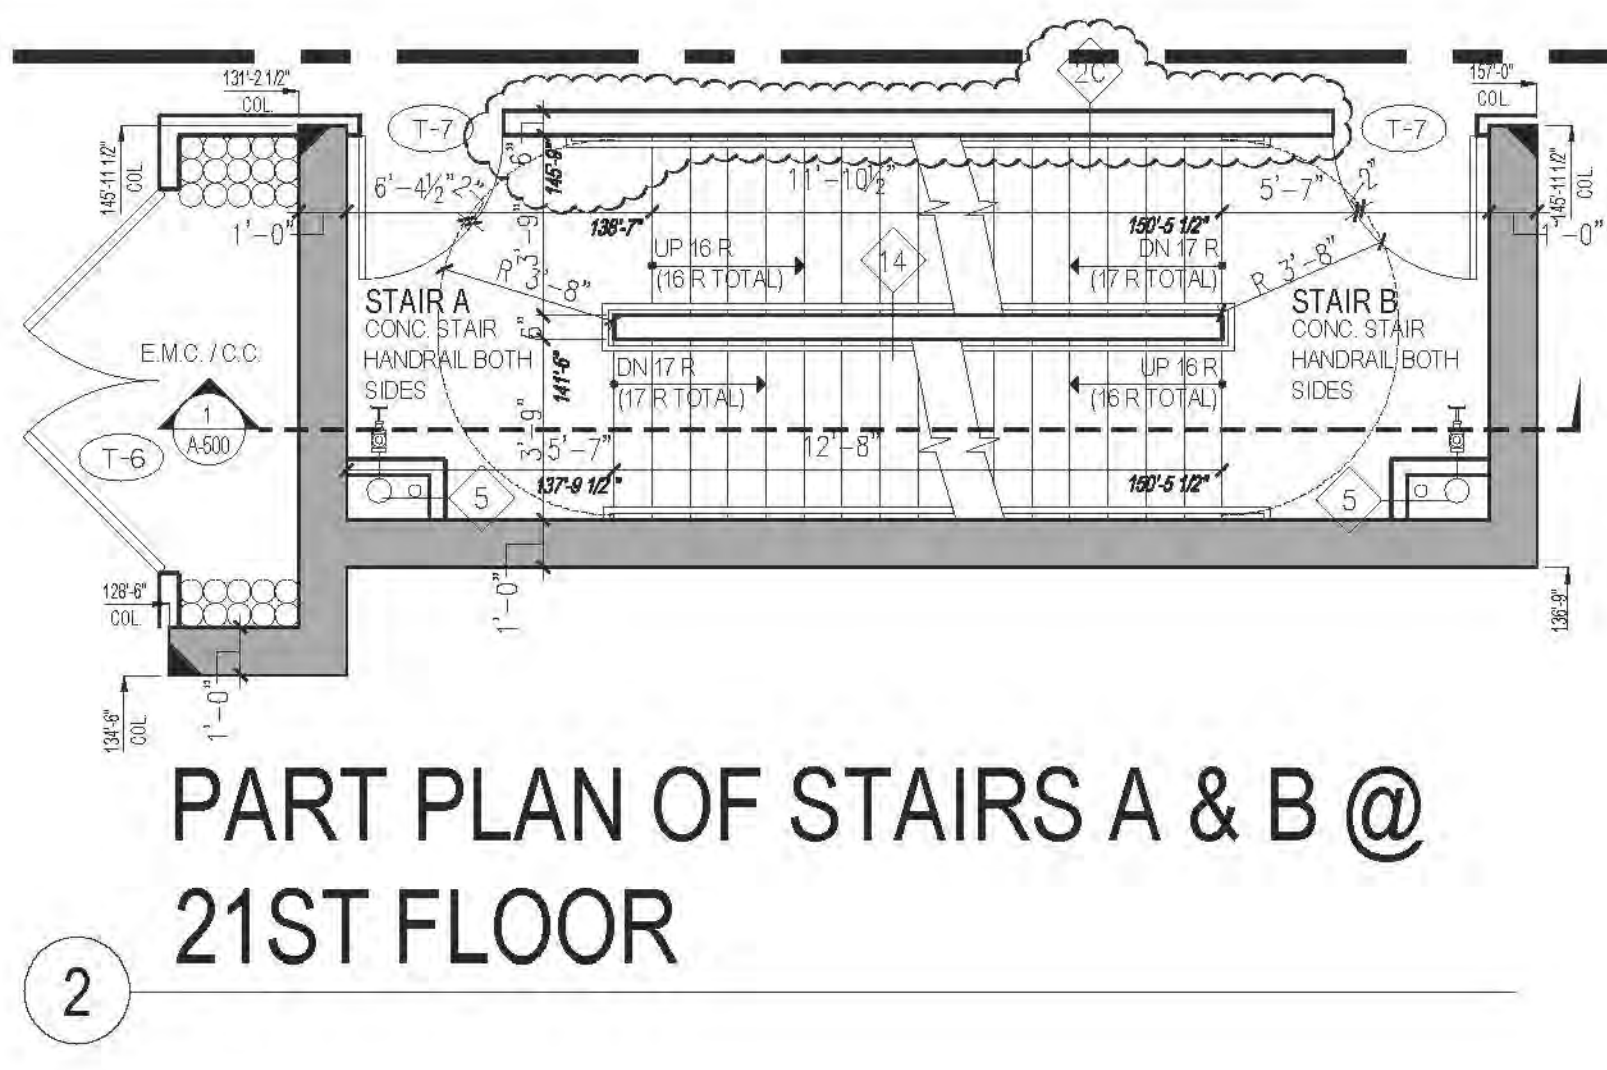 131'-2 1/2"
COL.
2C
157'-0"
COL.
T-7
T-7
145'-11 1/2"
COL.
6'-4½"
2"
6"
145'-9"
11'-10½"
5'-7"
2"
145'-11 1/2"
COL.
1'-0"
138'-7"
150'-5 1/2"
1'-0"
3'-9"
UP 16 R
(16 R TOTAL)
14
DN 17 R
(17 R TOTAL)
R 3'-8"
R 3'-8"
STAIR A
CONC. STAIR
HANDRAIL BOTH
SIDES
STAIR B
CONC. STAIR
HANDRAIL BOTH
SIDES
6"
141'-6"
E.M.C. / C.C.
DN 17 R
(17 R TOTAL)
UP 16 R
(16 R TOTAL)
1
A-500
T-6
3'-9"
5'-7"
12'-8"
137'-9 1/2"
150'-5 1/2"
5
5
1'-0"
128'-6"
COL.
136'-9"
1'-0"
134'-6"
COL.
PART PLAN OF STAIRS A & B @
21ST FLOOR
2